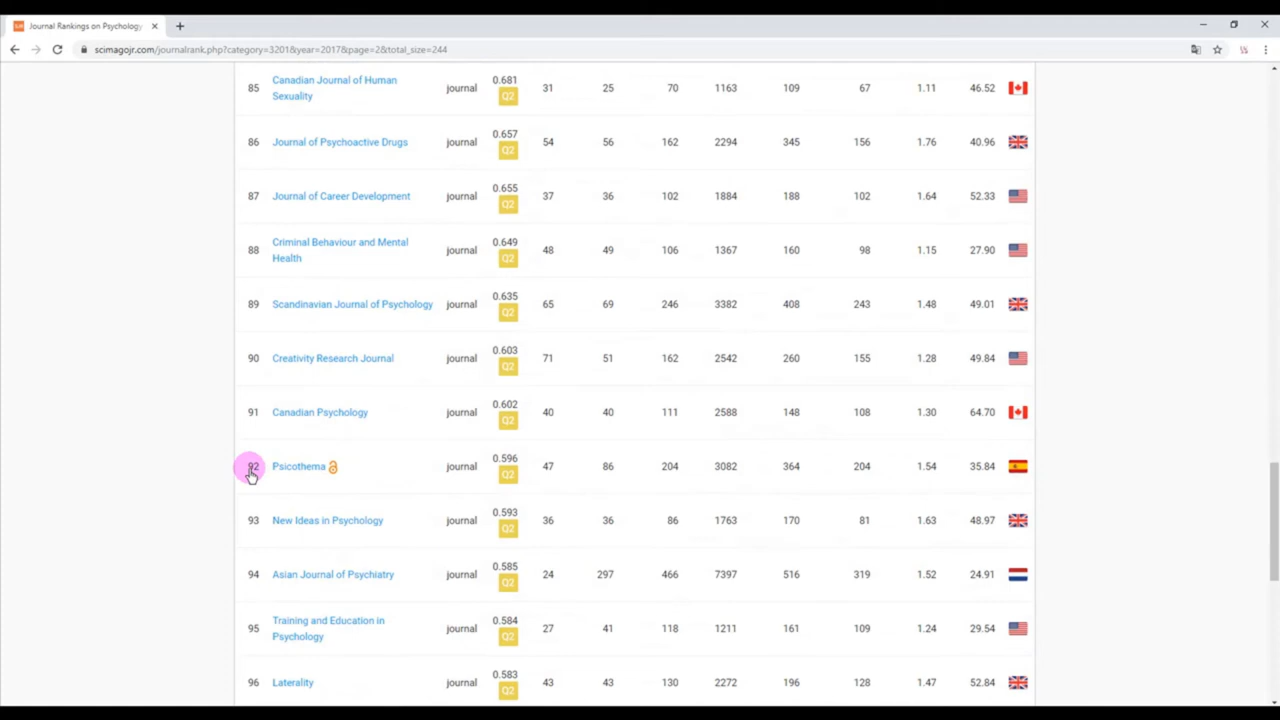 Journal Rankings on Psychology
scimagojr.com/journalrank.php?category=3201&year=2017&page=2&total_size=244
85 Canadian Journal of Human Sexuality journal 0.681 Q2 31 25 70 1163 109 67 1.11 46.52
86 Journal of Psychoactive Drugs journal 0.657 Q2 54 56 162 2294 345 156 1.76 40.96
87 Journal of Career Development journal 0.655 Q2 37 36 102 1884 188 102 1.64 52.33
88 Criminal Behaviour and Mental Health journal 0.649 Q2 48 49 106 1367 160 98 1.15 27.90
89 Scandinavian Journal of Psychology journal 0.635 Q2 65 69 246 3382 408 243 1.48 49.01
90 Creativity Research Journal journal 0.603 Q2 71 51 162 2542 260 155 1.28 49.84
91 Canadian Psychology journal 0.602 Q2 40 40 111 2588 148 108 1.30 64.70
92 Psicothema journal 0.596 Q2 47 86 204 3082 364 204 1.54 35.84
93 New Ideas in Psychology journal 0.593 Q2 36 36 86 1763 170 81 1.63 48.97
94 Asian Journal of Psychiatry journal 0.585 Q2 24 297 466 7397 516 319 1.52 24.91
95 Training and Education in Psychology journal 0.584 Q2 27 41 118 1211 161 109 1.24 29.54
96 Laterality journal 0.583 Q2 43 43 130 2272 196 128 1.47 52.84